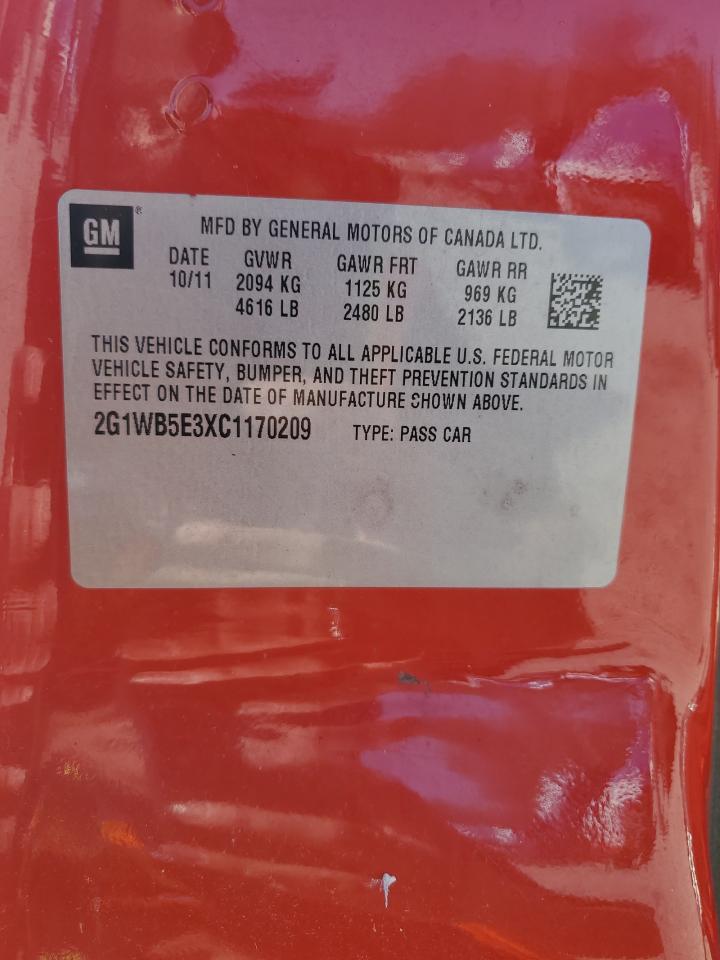 GM®
MFD BY GENERAL MOTORS OF CANADA LTD.
DATE GVWR GAWR FRT GAWR RR
10/11 2094 KG 1125 KG 969 KG
4616 LB 2480 LB 2136 LB
THIS VEHICLE CONFORMS TO ALL APPLICABLE U.S. FEDERAL MOTOR
VEHICLE SAFETY, BUMPER, AND THEFT PREVENTION STANDARDS IN
EFFECT ON THE DATE OF MANUFACTURE SHOWN ABOVE.
2G1WB5E3XC1170209 TYPE: PASS CAR